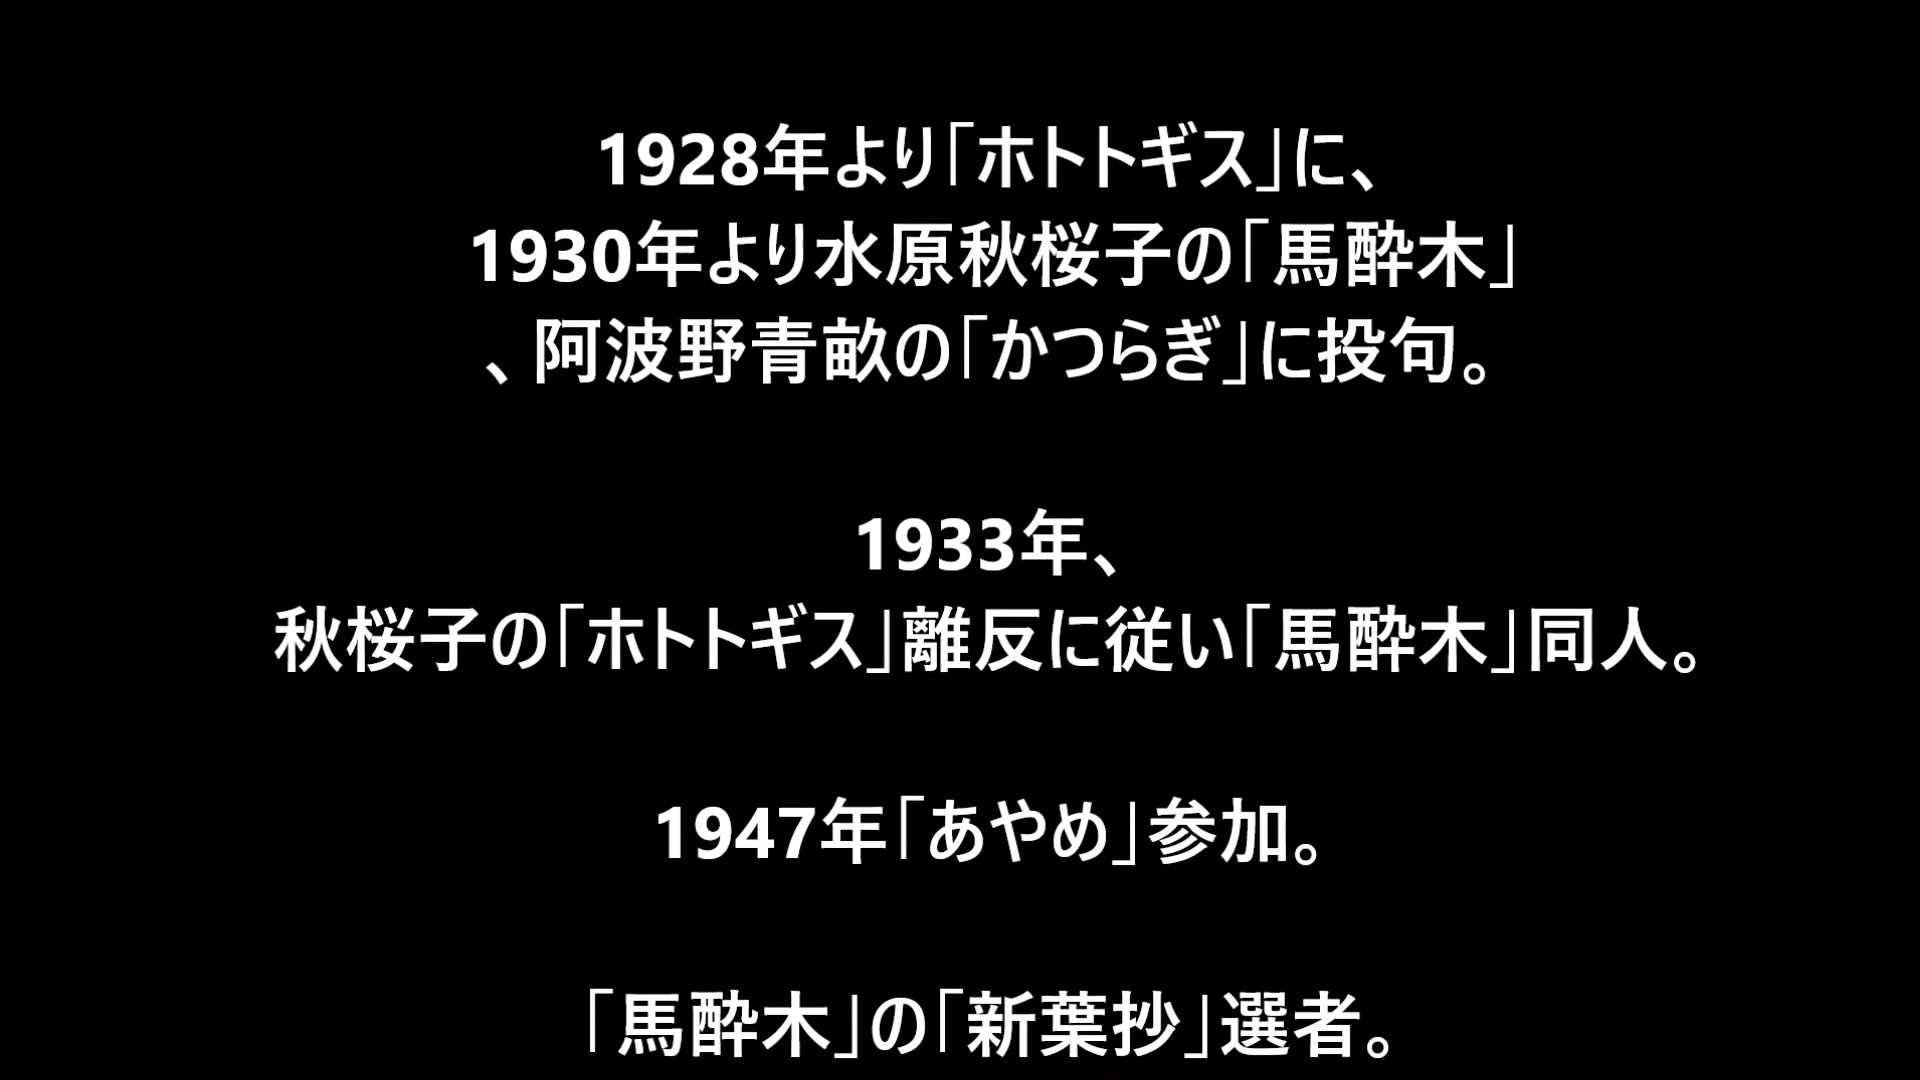 1928年より「ホトトギス」に、
1930年より水原秋桜子の「馬酔木」
、阿波野青畝の「かつらぎ」に投句。
1933年、
秋桜子の「ホトトギス」離反に従い「馬酔木」同人。
1947年「あやめ」参加。
「馬酔木」の「新葉抄」選者。